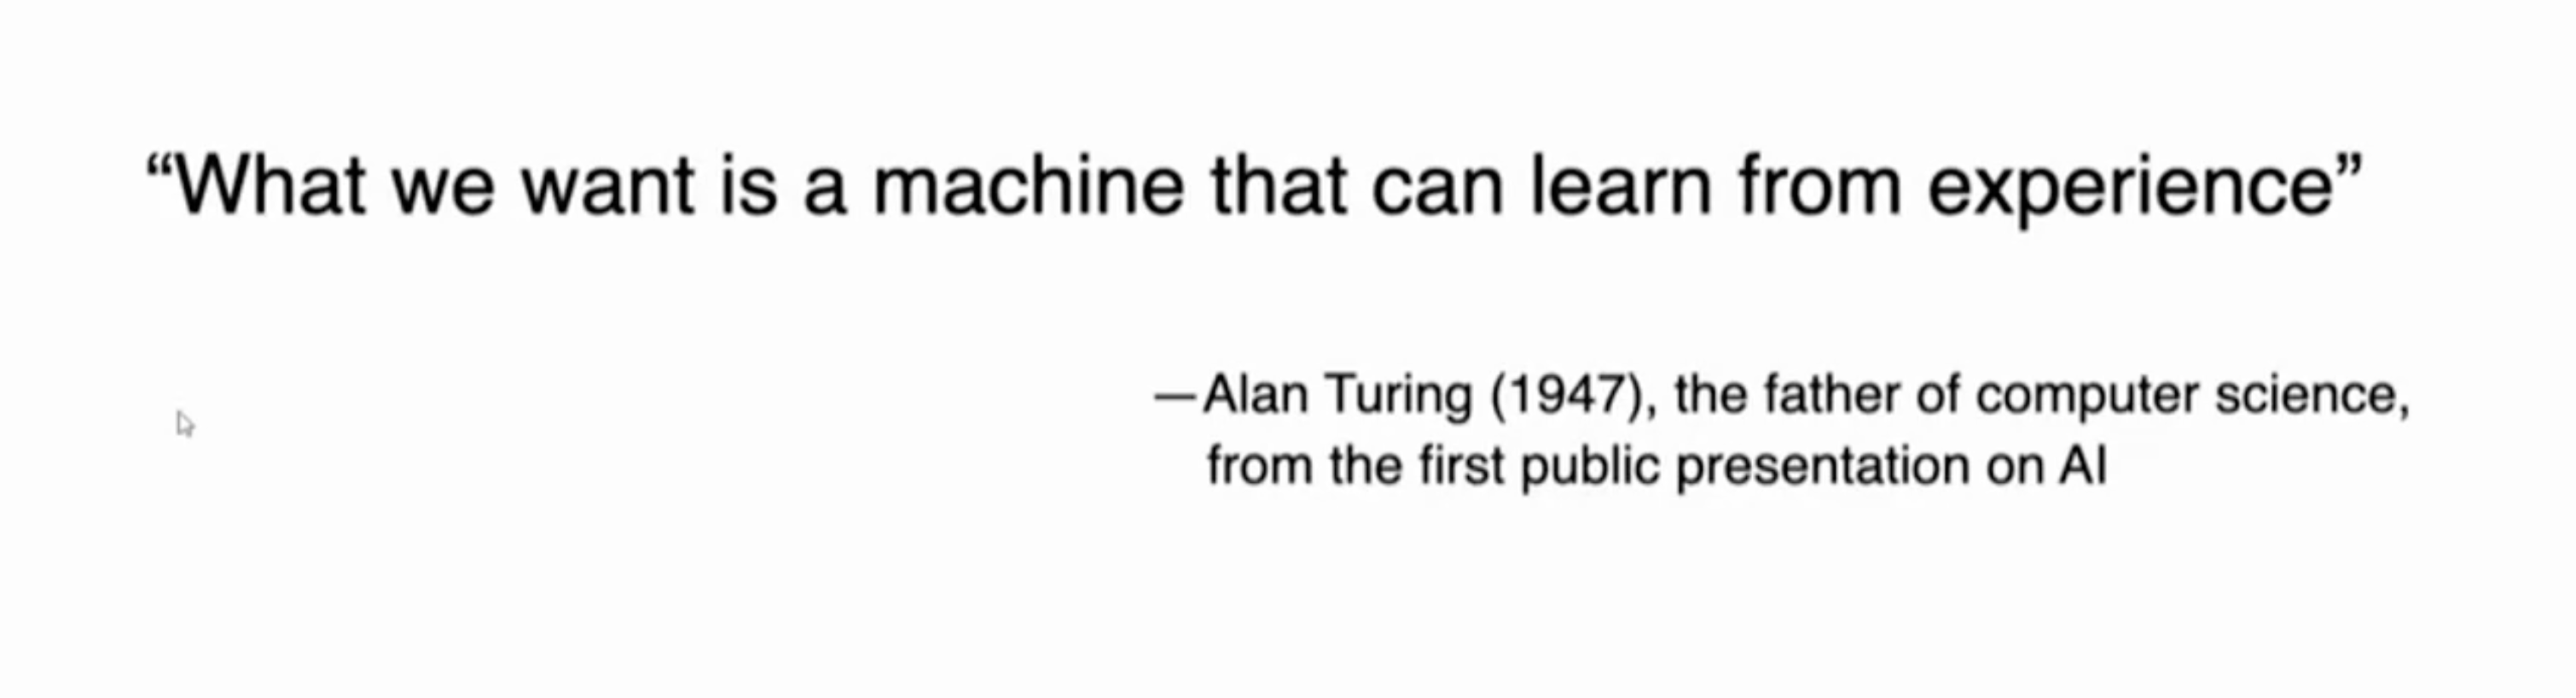 “What we want is a machine that can learn from experience”
—Alan Turing (1947), the father of computer science,
from the first public presentation on AI